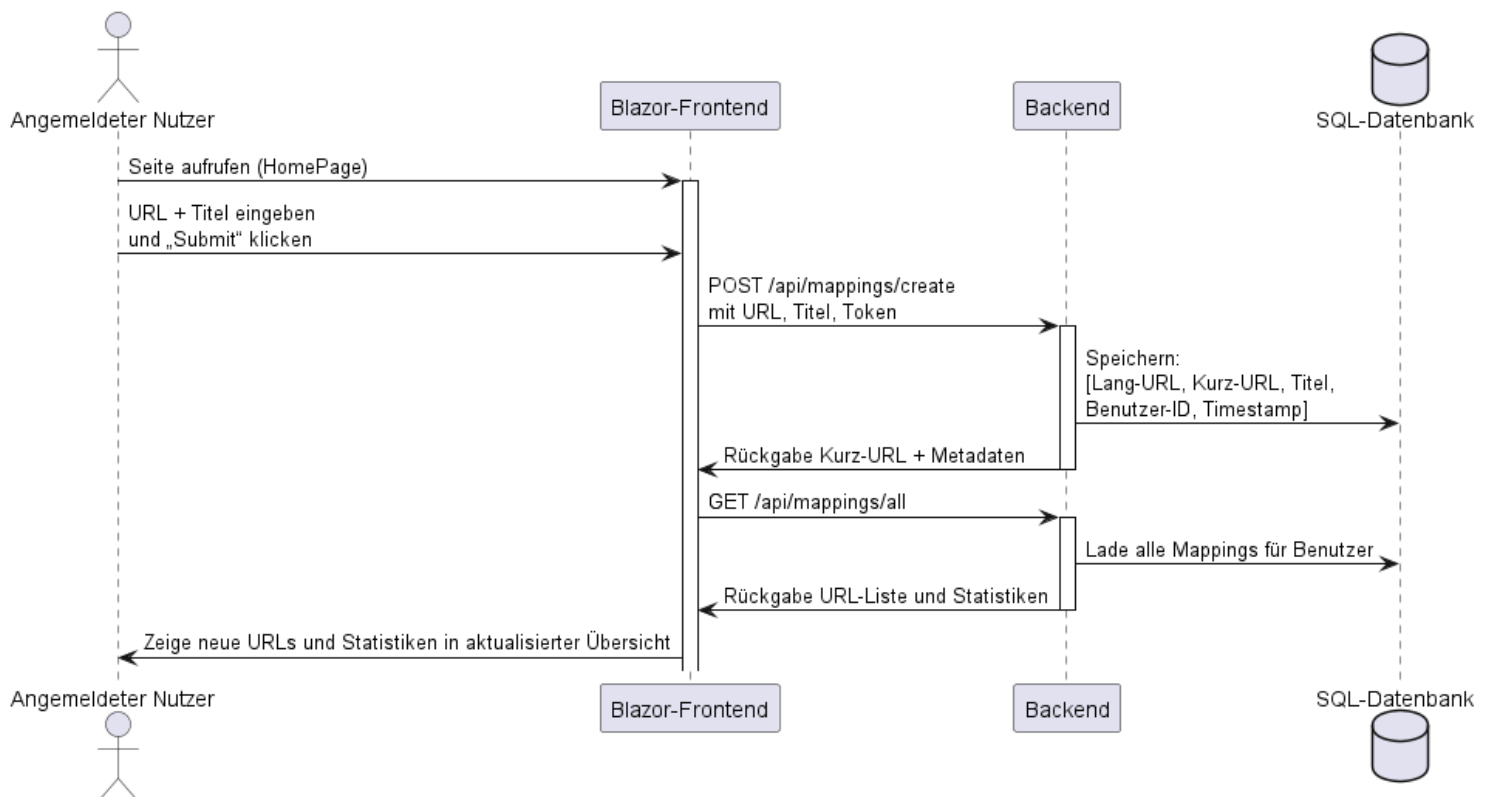 Angemeldeter Nutzer
Blazor-Frontend
Backend
SQL-Datenbank
Seite aufrufen (HomePage)
URL + Titel eingeben
und „Submit“ klicken
POST /api/mappings/create
mit URL, Titel, Token
Speichern:
[Lang-URL, Kurz-URL, Titel,
Benutzer-ID, Timestamp]
Rückgabe Kurz-URL + Metadaten
GET /api/mappings/all
Lade alle Mappings für Benutzer
Rückgabe URL-Liste und Statistiken
Zeige neue URLs und Statistiken in aktualisierter Übersicht
Angemeldeter Nutzer
Blazor-Frontend
Backend
SQL-Datenbank